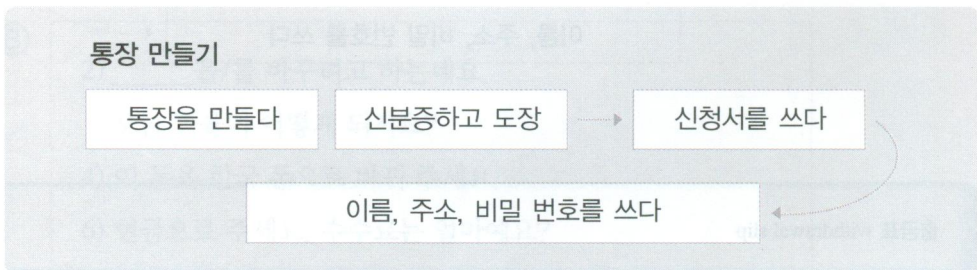 통장 만들기
통장을 만들다 신분증하고 도장 신청서를 쓰다
이름, 주소, 비밀 번호를 쓰다